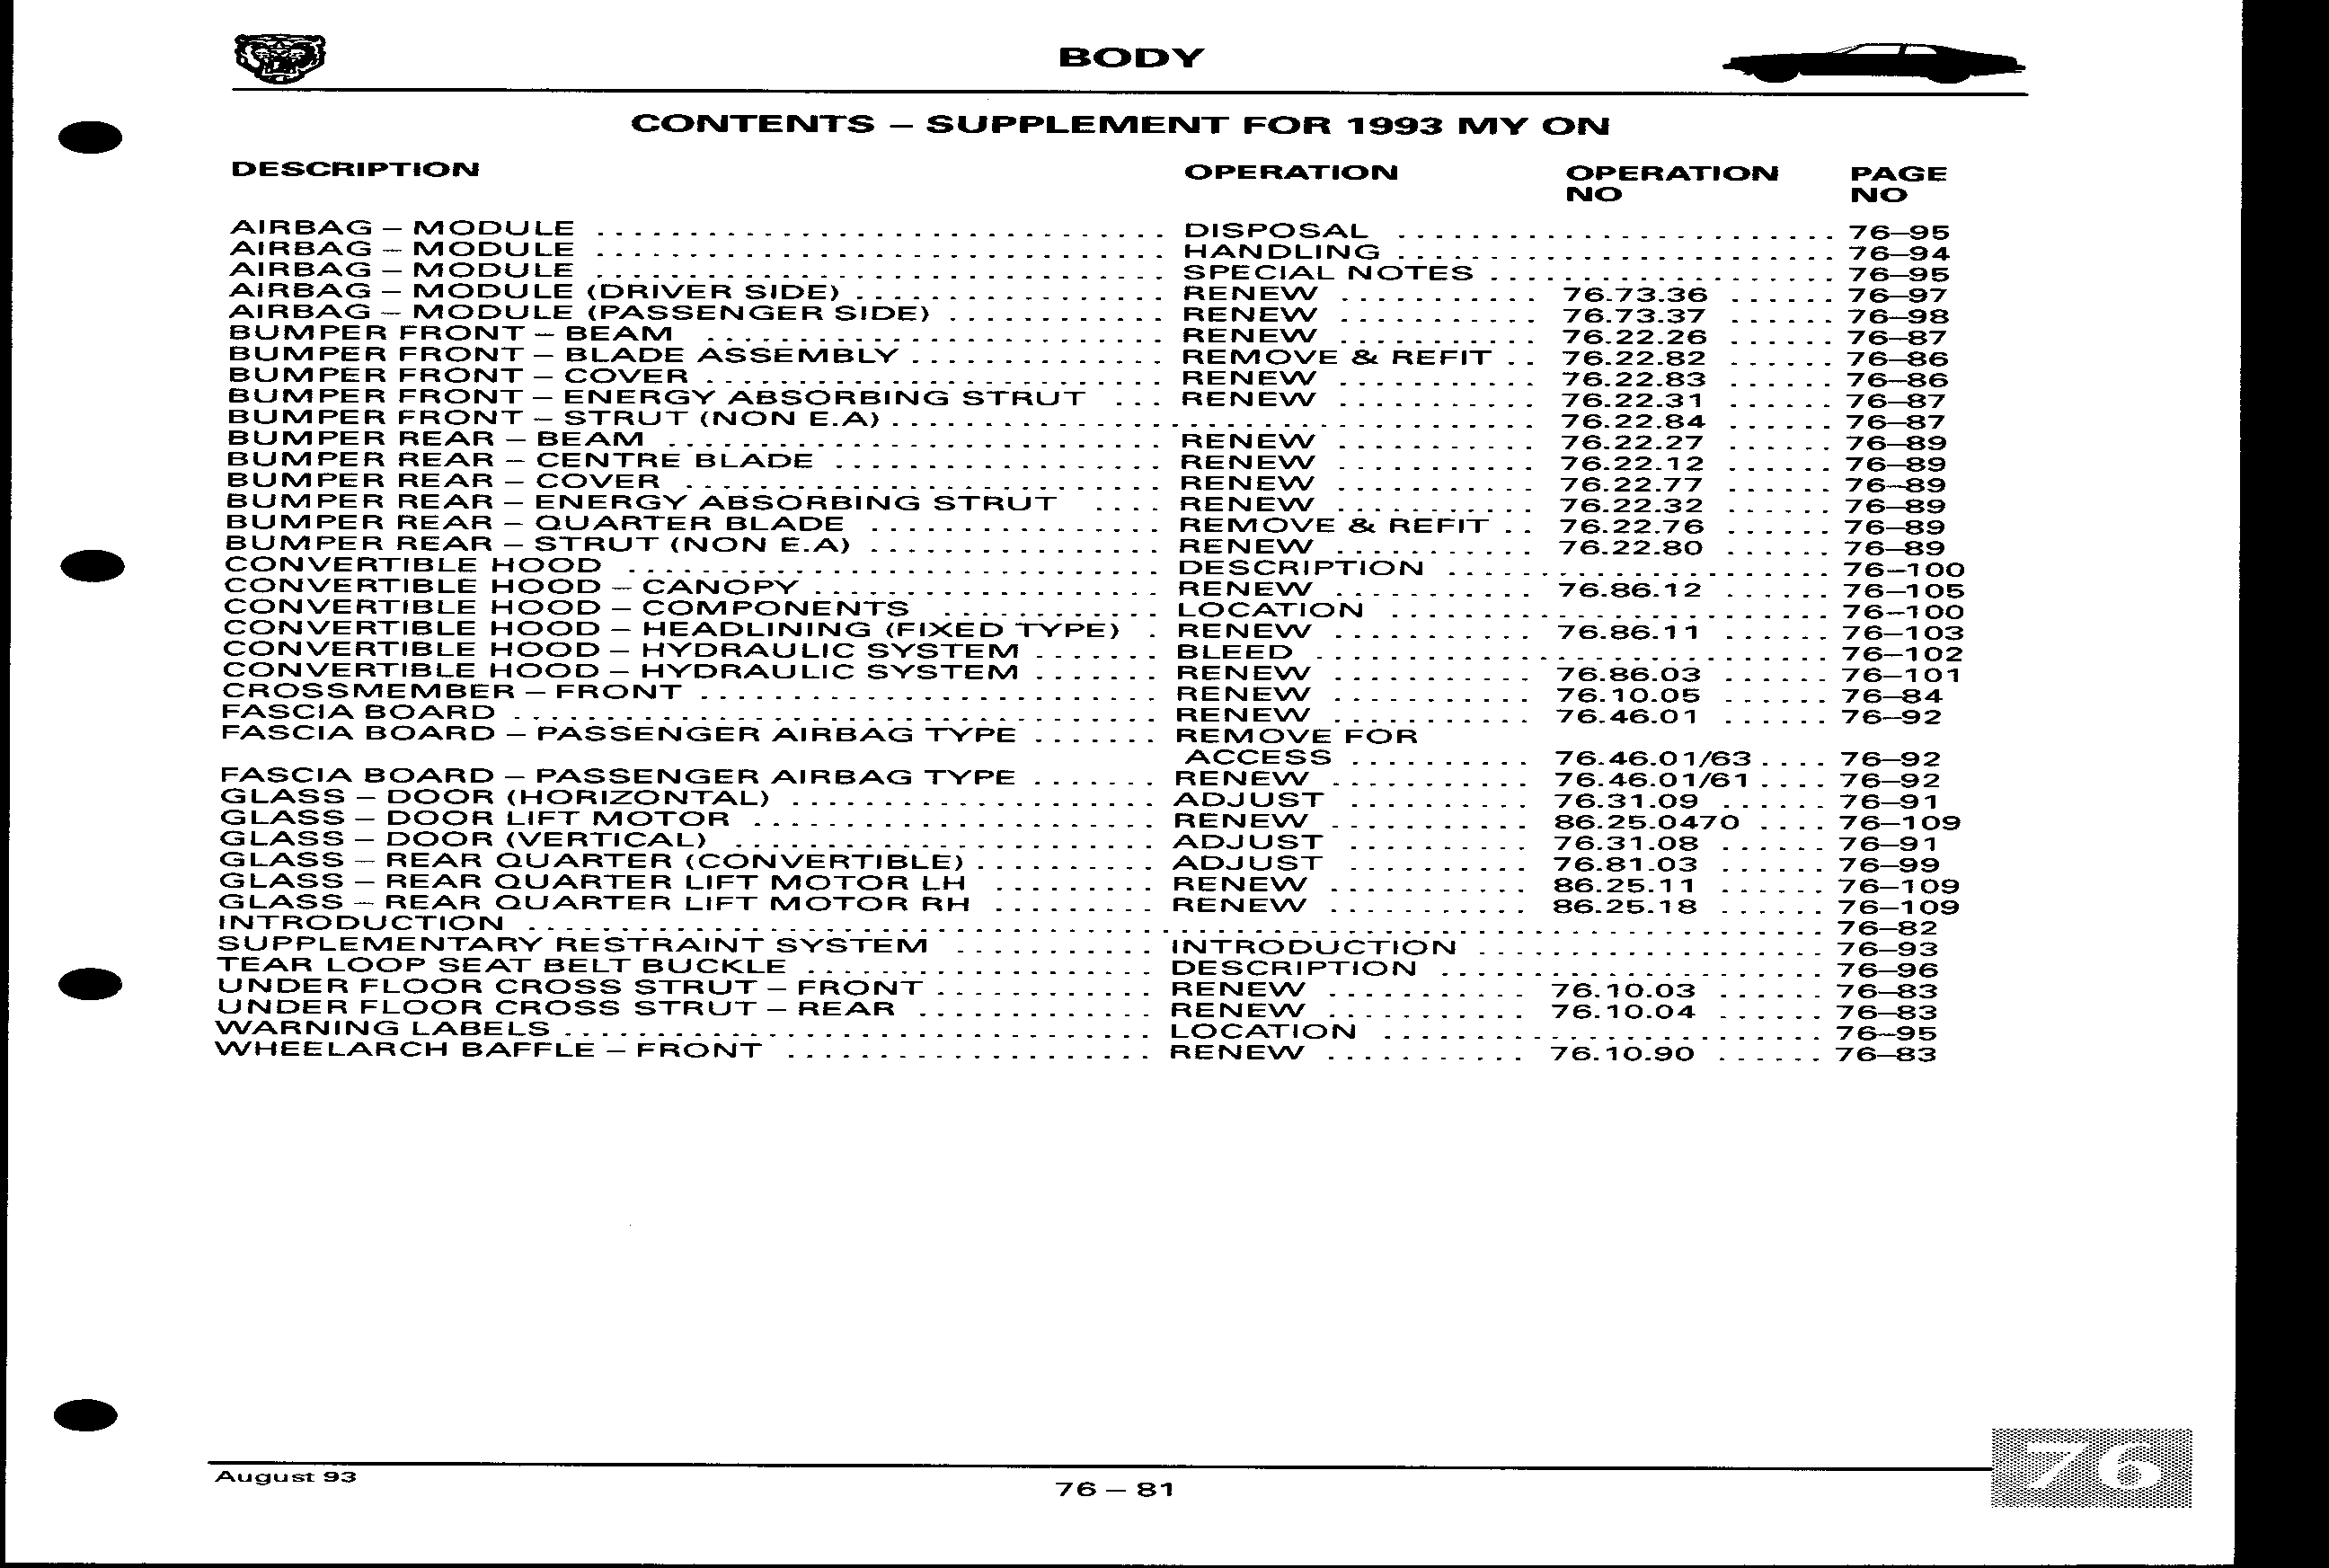 BODY
CONTENTS – SUPPLEMENT FOR 1993 MY ON
DESCRIPTION OPERATION OPERATION NO PAGE NO
AIRBAG – MODULE DISPOSAL 76–95
AIRBAG – MODULE HANDLING 76–94
AIRBAG – MODULE SPECIAL NOTES 76–95
AIRBAG – MODULE (DRIVER SIDE) RENEW 76.73.36 76–97
AIRBAG – MODULE (PASSENGER SIDE) RENEW 76.73.37 76–98
BUMPER FRONT – BEAM RENEW 76.22.26 76–87
BUMPER FRONT – BLADE ASSEMBLY REMOVE & REFIT 76.22.82 76–86
BUMPER FRONT – COVER RENEW 76.22.83 76–86
BUMPER FRONT – ENERGY ABSORBING STRUT RENEW 76.22.31 76–87
BUMPER FRONT – STRUT (NON E.A) 76.22.84 76–87
BUMPER REAR – BEAM RENEW 76.22.27 76–89
BUMPER REAR – CENTRE BLADE RENEW 76.22.12 76–89
BUMPER REAR – COVER RENEW 76.22.77 76–89
BUMPER REAR – ENERGY ABSORBING STRUT RENEW 76.22.32 76–89
BUMPER REAR – QUARTER BLADE REMOVE & REFIT 76.22.76 76–89
BUMPER REAR – STRUT (NON E.A) RENEW 76.22.80 76–89
CONVERTIBLE HOOD DESCRIPTION 76–100
CONVERTIBLE HOOD – CANOPY RENEW 76.86.12 76–105
CONVERTIBLE HOOD – COMPONENTS LOCATION 76–100
CONVERTIBLE HOOD – HEADLINING (FIXED TYPE) RENEW 76.86.11 76–103
CONVERTIBLE HOOD – HYDRAULIC SYSTEM BLEED 76–102
CONVERTIBLE HOOD – HYDRAULIC SYSTEM RENEW 76.86.03 76–101
CROSSMEMBER – FRONT RENEW 76.10.05 76–84
FASCIA BOARD RENEW 76.46.01 76–92
FASCIA BOARD – PASSENGER AIRBAG TYPE REMOVE FOR
ACCESS 76.46.01/63 76–92
FASCIA BOARD – PASSENGER AIRBAG TYPE RENEW 76.46.01/61 76–92
GLASS – DOOR (HORIZONTAL) ADJUST 76.31.09 76–91
GLASS – DOOR LIFT MOTOR RENEW 86.25.0470 76–109
GLASS – DOOR (VERTICAL) ADJUST 76.31.08 76–91
GLASS – REAR QUARTER (CONVERTIBLE) ADJUST 76.81.03 76–99
GLASS – REAR QUARTER LIFT MOTOR LH RENEW 86.25.11 76–109
GLASS – REAR QUARTER LIFT MOTOR RH RENEW 86.25.18 76–109
INTRODUCTION 76–82
SUPPLEMENTARY RESTRAINT SYSTEM INTRODUCTION 76–93
TEAR LOOP SEAT BELT BUCKLE DESCRIPTION 76–96
UNDER FLOOR CROSS STRUT – FRONT RENEW 76.10.03 76–83
UNDER FLOOR CROSS STRUT – REAR RENEW 76.10.04 76–83
WARNING LABELS LOCATION 76–95
WHEELARCH BAFFLE – FRONT RENEW 76.10.90 76–83
August 93
76 – 81
76